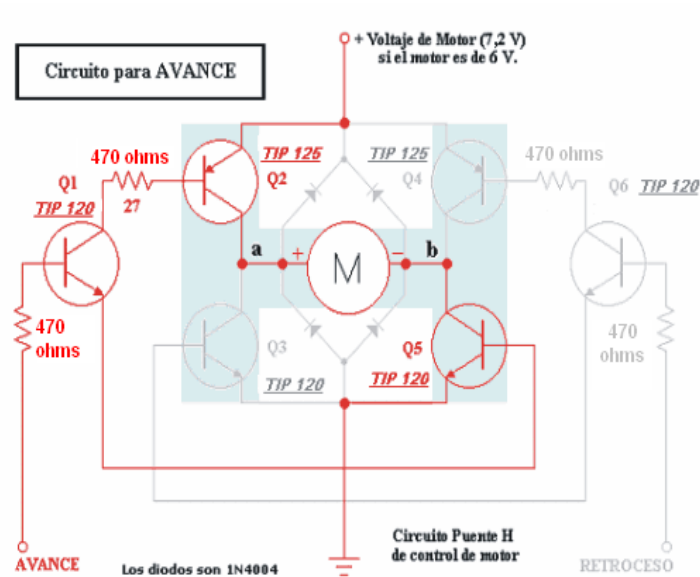 + Voltaje de Motor (7,2 V)
si el motor es de 6 V.
Circuito para AVANCE
470 ohms
TIP 125
TIP 125
470 ohms
Q1
Q2
Q4
Q6
TIP 120
TIP 120
27
a
b
+
M
−
470
ohms
Q3
Q5
470
ohms
TIP 120
TIP 120
Circuito Puente H
de control de motor
AVANCE
Los diodos son 1N4004
RETROCESO